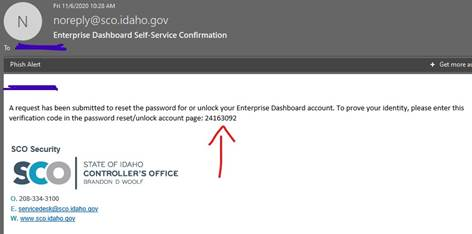 N
Fri 11/6/2020 10:28 AM
noreply@sco.idaho.gov
Enterprise Dashboard Self-Service Confirmation
To
Phish Alert
+ Get more a
A request has been submitted to reset the password for or unlock your Enterprise Dashboard account. To prove your identity, please enter this
verification code in the password reset/unlock account page: 24163092
SCO Security
SCO STATE OF IDAHO
CONTROLLER'S OFFICE
BRANDON D WOOLF
O. 208-334-3100
E. servicedesk@sco.idaho.gov
W. www.sco.idaho.gov